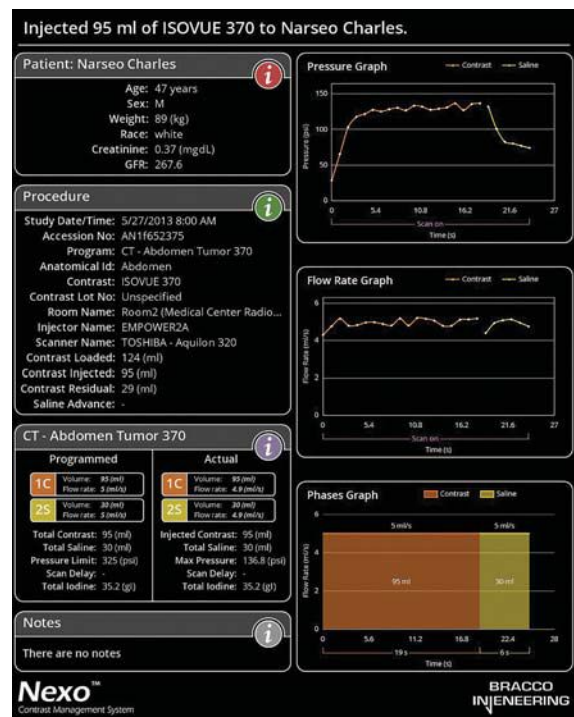 Injected 95 ml of ISOVUE 370 to Narseo Charles.
Patient: Narseo Charles
Age: 47 years
Sex: M
Weight: 89 (kg)
Race: white
Creatinine: 0.37 (mgdL)
GFR: 267.6
Procedure
Study Date/Time: 5/27/2013 8:00 AM
Accession No: AN1f652375
Program: CT - Abdomen Tumor 370
Anatomical Id: Abdomen
Contrast: ISOVUE 370
Contrast Lot No: Unspecified
Room Name: Room2 (Medical Center Radio...
Injector Name: EMPOWER2A
Scanner Name: TOSHIBA - Aquilon 320
Contrast Loaded: 124 (ml)
Contrast Injected: 95 (ml)
Contrast Residual: 29 (ml)
Saline Advance: -
CT - Abdomen Tumor 370
Programmed
1C Volume: 95 (ml)
Flow rate: 5 (ml/s)
2S Volume: 30 (ml)
Flow rate: 5 (ml/s)
Total Contrast: 95 (ml)
Total Saline: 30 (ml)
Pressure Limit: 325 (psi)
Scan Delay: -
Total Iodine: 35.2 (gl)
Actual
1C Volume: 95 (ml)
Flow rate: 4.9 (ml/s)
2S Volume: 30 (ml)
Flow rate: 4.9 (ml/s)
Injected Contrast: 95 (ml)
Total Saline: 30 (ml)
Max Pressure: 136.8 (psi)
Scan Delay: -
Total Iodine: 35.2 (gl)
Notes
There are no notes
Pressure Graph
Contrast Saline
Pressure (psi)
150
100
50
0
0 5.4 10.8 16.2 21.6 27
Scan on
Time (s)
Flow Rate Graph
Contrast Saline
Flow Rate (ml/s)
6
4
2
0
0 5.4 10.8 16.2 21.6 27
Scan on
Time (s)
Phases Graph
Contrast Saline
Flow Rate (ml/s)
6
4
2
0
5 ml/s 5 ml/s
95 ml 30 ml
0 5.6 11.2 16.8 22.4 28
19 s 6 s
Time (s)
Nexo™
Contrast Management System
BRACCO
INJENEERING